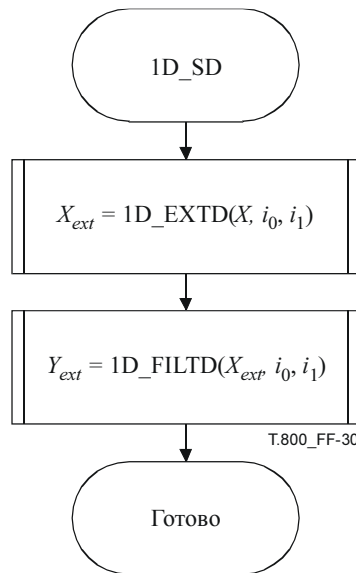 1D_SD
X_ext = 1D_EXTD(X, i_0, i_1)
Y_ext = 1D_FILTD(X_ext, i_0, i_1)
T.800_FF-30
Готово